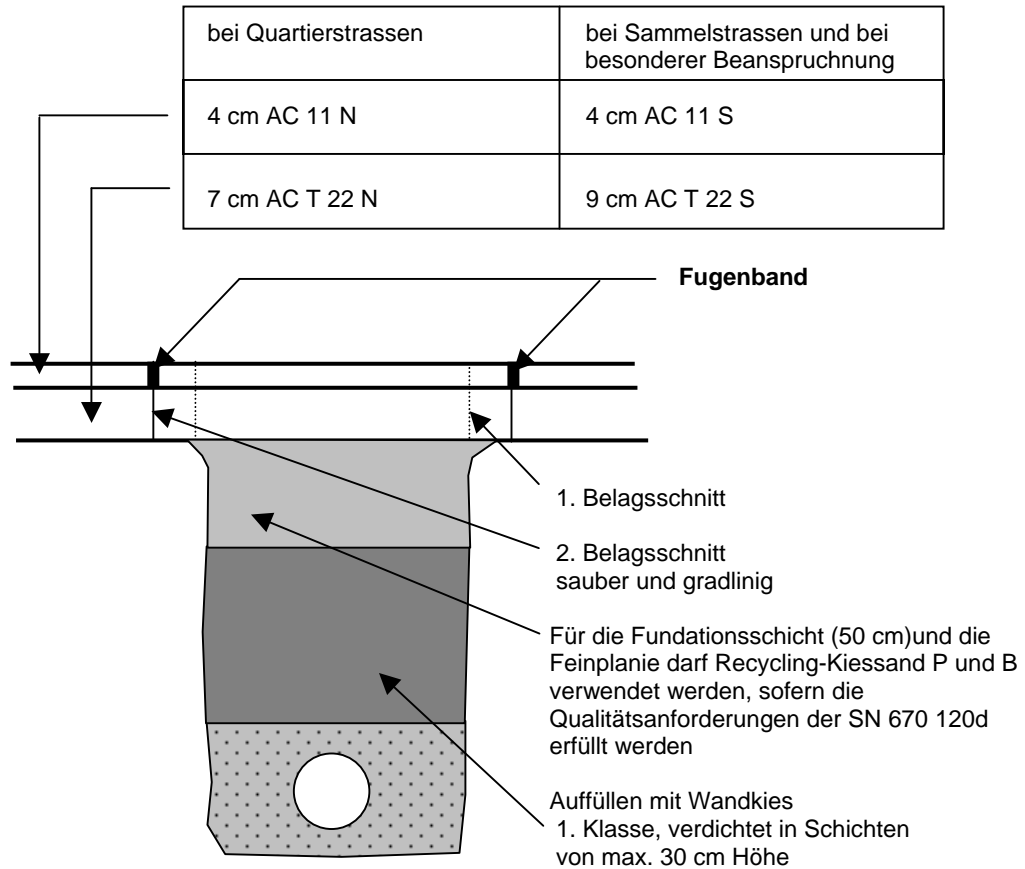 bei Quartierstrassen
bei Sammelstrassen und bei
besonderer Beanspruchnung
4 cm AC 11 N
4 cm AC 11 S
7 cm AC T 22 N
9 cm AC T 22 S
Fugenband
1. Belagsschnitt
2. Belagsschnitt
sauber und gradlinig
Für die Fundationsschicht (50 cm)und die
Feinplanie darf Recycling-Kiessand P und B
verwendet werden, sofern die
Qualitätsanforderungen der SN 670 120d
erfüllt werden
Auffüllen mit Wandkies
1. Klasse, verdichtet in Schichten
von max. 30 cm Höhe